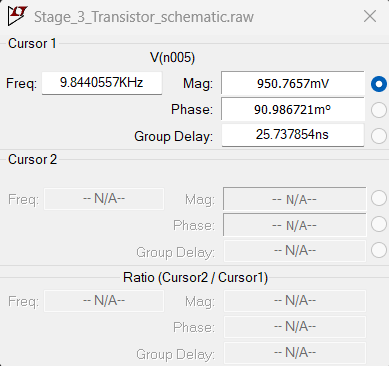 Stage_3_Transistor_schematic.raw
Cursor 1
V(n005)
Freq: 9.8440557KHz Mag: 950.7657mV
Phase: 90.986721mº
Group Delay: 25.737854ns
Cursor 2
Freq: -- N/A-- Mag: -- N/A--
Phase: -- N/A--
Group Delay: -- N/A--
Ratio (Cursor2 / Cursor1)
Freq: -- N/A-- Mag: -- N/A--
Phase: -- N/A--
Group Delay: -- N/A--